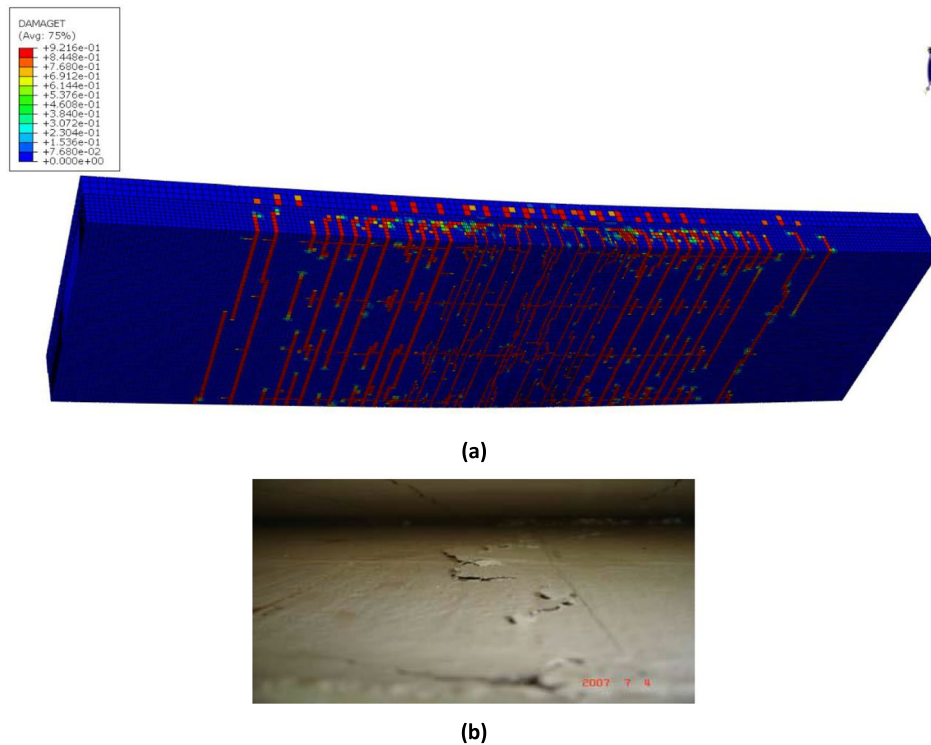 DAMAGET
(Avg: 75%)
+9.216e-01
+8.448e-01
+7.680e-01
+6.912e-01
+6.144e-01
+5.376e-01
+4.608e-01
+3.840e-01
+3.072e-01
+2.304e-01
+1.536e-01
+7.680e-02
+0.000e+00
(a)
2007 7 4
(b)